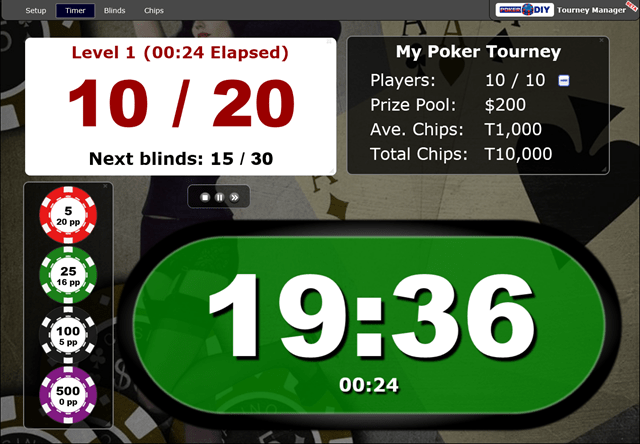 Setup Timer Blinds Chips
POKER DIY Tourney Manager BETA
Level 1 (00:24 Elapsed)
10 / 20
Next blinds: 15 / 30
My Poker Tourney
Players: 10 / 10
Prize Pool: $200
Ave. Chips: T1,000
Total Chips: T10,000
5
20 pp
25
16 pp
100
5 pp
500
0 pp
19:36
00:24